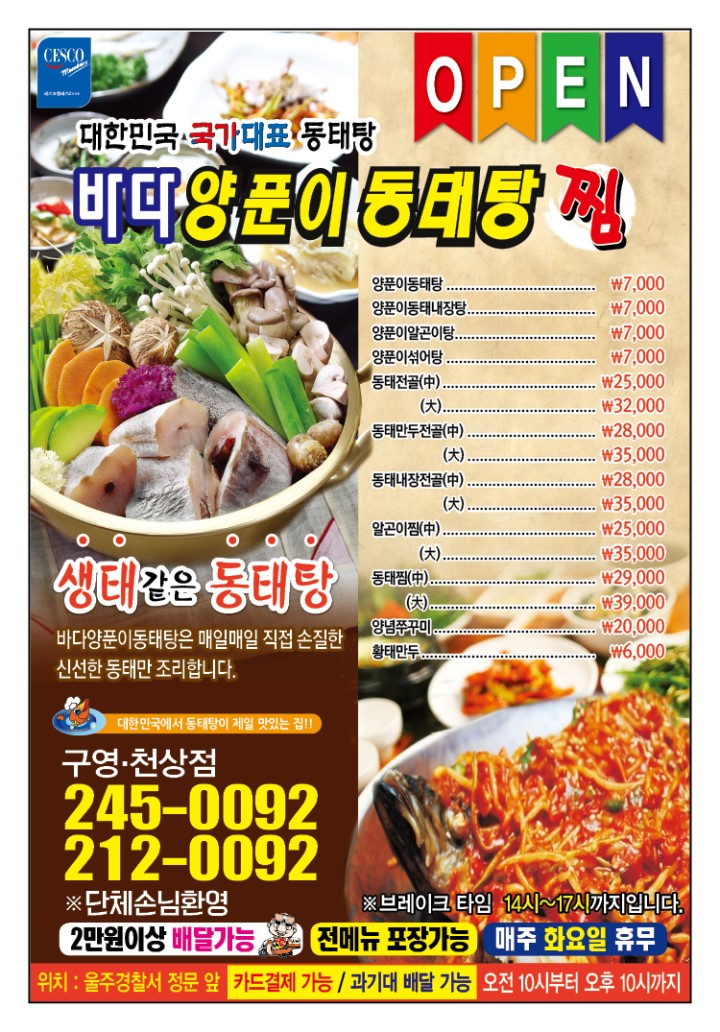 CESCO
Members
OPEN
대한민국 국가대표 동태탕
바다 양푼이 동태탕 찜
양푼이동태탕 ₩7,000
양푼이동태내장탕 ₩7,000
양푼이알곤이탕 ₩7,000
양푼이섞어탕 ₩7,000
동태전골(中) ₩25,000
(大) ₩32,000
동태만두전골(中) ₩28,000
(大) ₩35,000
동태내장전골(中) ₩28,000
(大) ₩35,000
알곤이찜(中) ₩25,000
(大) ₩35,000
동태찜(中) ₩29,000
(大) ₩39,000
양념쭈꾸미 ₩20,000
황태만두 ₩6,000
생태같은 동태탕
바다양푼이동태탕은 매일매일 직접 손질한
신선한 동태만 조리합니다.
대한민국에서 동태탕이 제일 맛있는 집!!
구영·천상점
245-0092
212-0092
※단체손님환영
※브레이크 타임 14시~17시까지입니다.
2만원이상 배달가능
전메뉴 포장가능
매주 화요일 휴무
위치 : 울주경찰서 정문 앞
카드결제 가능 / 과기대 배달 가능
오전 10시부터 오후 10시까지